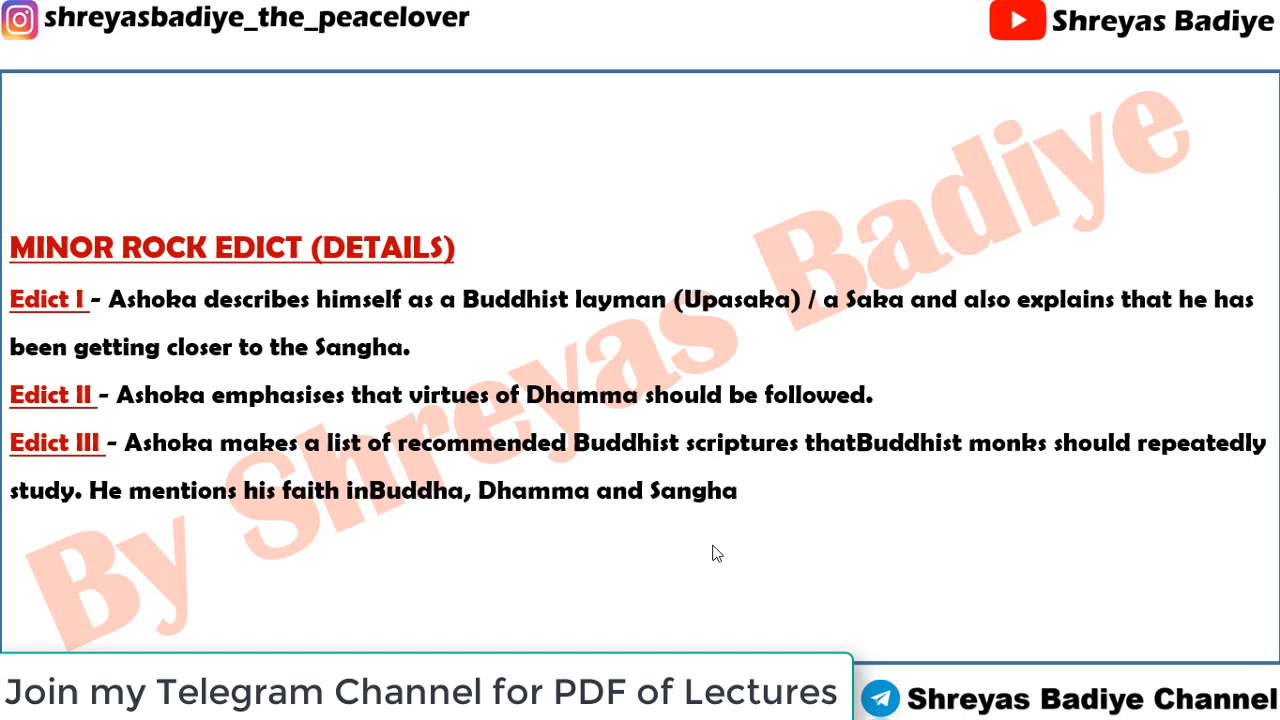 shreyasbadiye_the_peacelover
Shreyas Badiye
MINOR ROCK EDICT (DETAILS)
Edict I - Ashoka describes himself as a Buddhist layman (Upasaka) / a Saka and also explains that he has
been getting closer to the Sangha.
Edict II - Ashoka emphasises that virtues of Dhamma should be followed.
Edict III - Ashoka makes a list of recommended Buddhist scriptures thatBuddhist monks should repeatedly
study. He mentions his faith inBuddha, Dhamma and Sangha
By Shreyas Badiye
Join my Telegram Channel for PDF of Lectures
Shreyas Badiye Channel